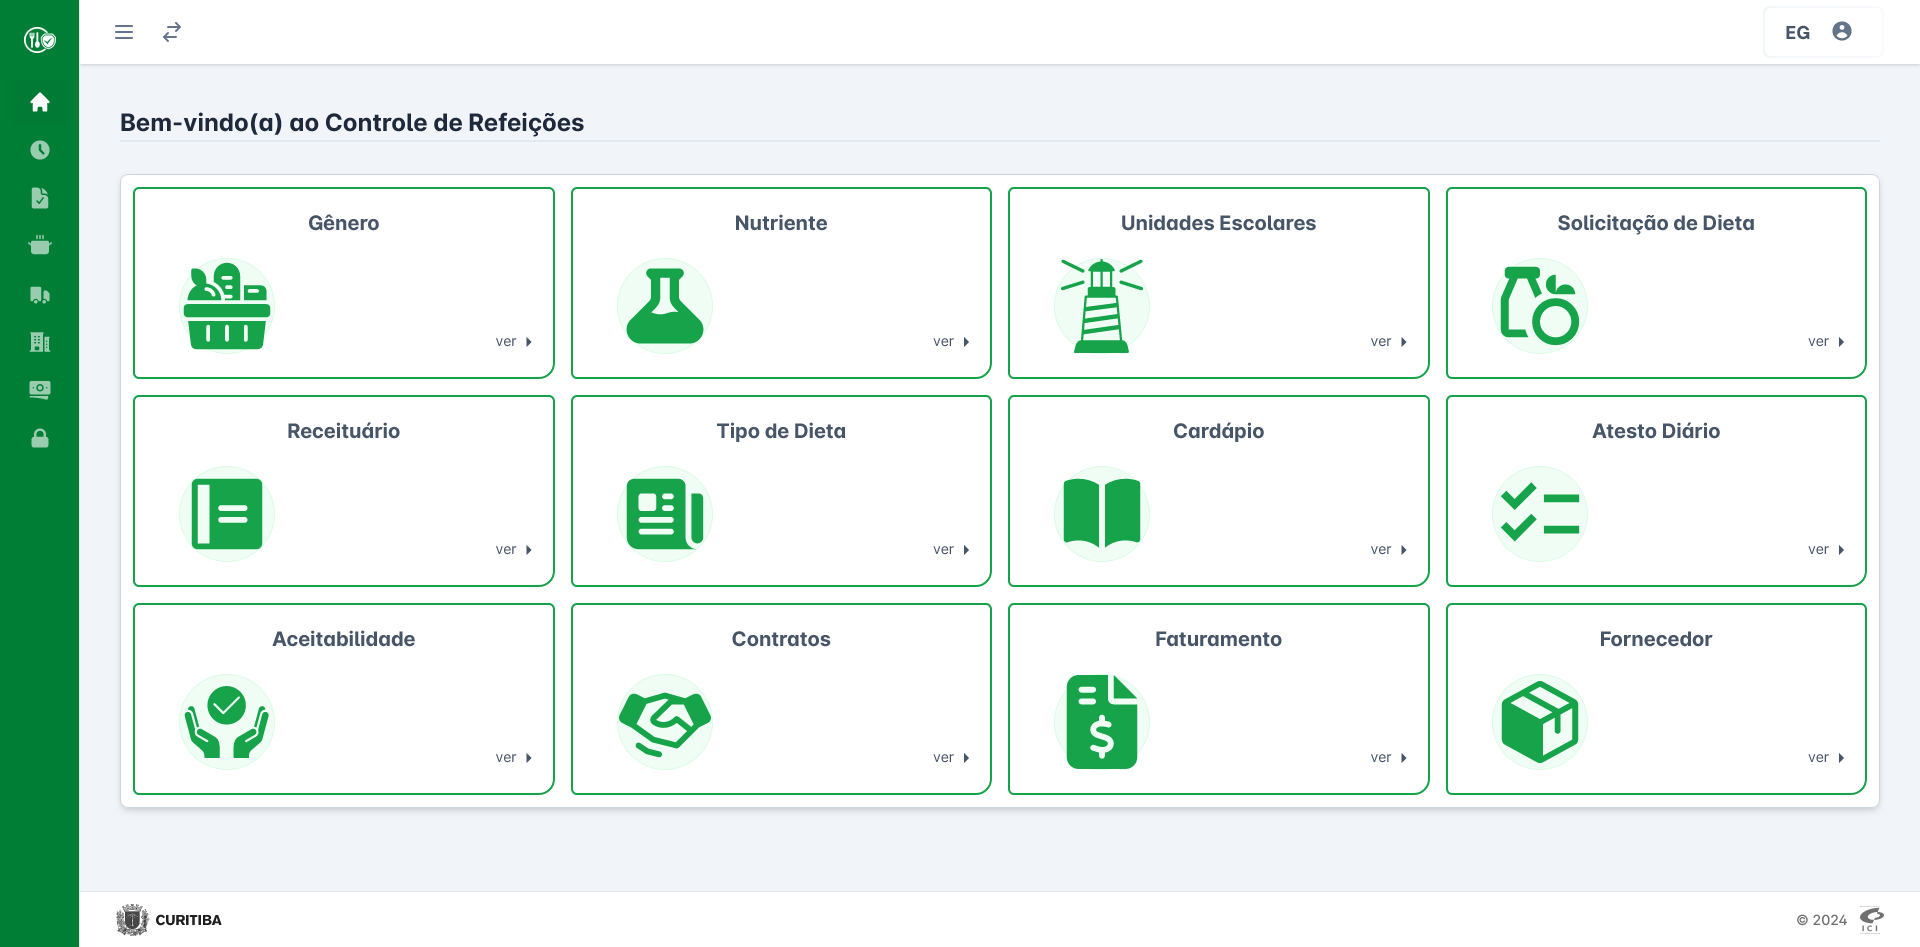 EG
Bem-vindo(a) ao Controle de Refeições
Gênero
ver
Nutriente
ver
Unidades Escolares
ver
Solicitação de Dieta
ver
Receituário
ver
Tipo de Dieta
ver
Cardápio
ver
Atesto Diário
ver
Aceitabilidade
ver
Contratos
ver
Faturamento
$
ver
Fornecedor
ver
CURITIBA
© 2024
ICI